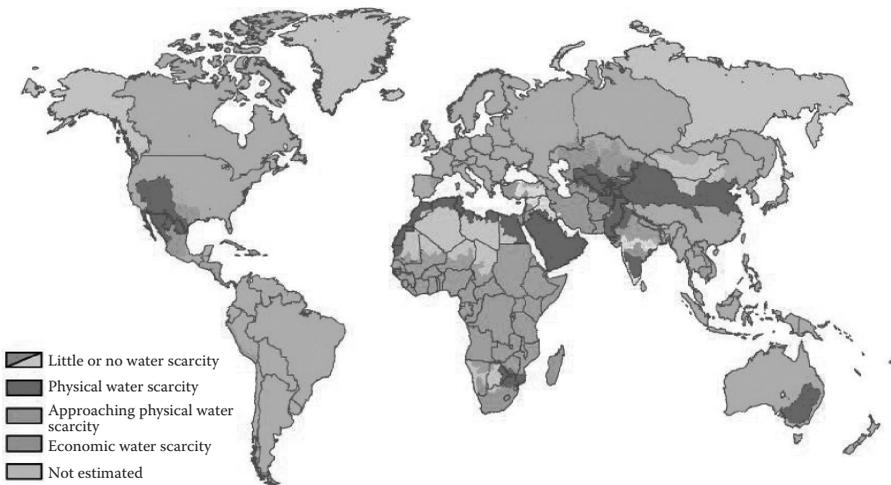 Little or no water scarcity
Physical water scarcity
Approaching physical water
scarcity
Economic water scarcity
Not estimated